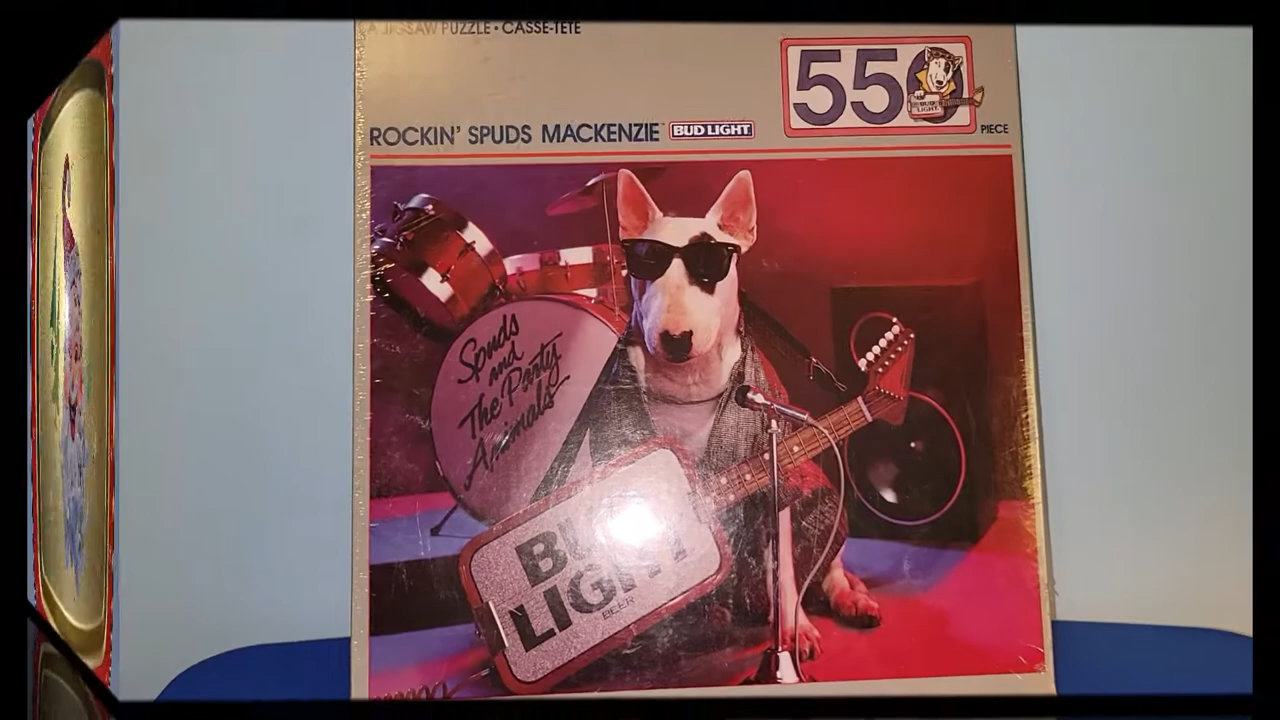 A JIGSAW PUZZLE • CASSE-TÊTE
550
BUD
LIGHT
PIECE
ROCKIN' SPUDS MACKENZIE™ BUD LIGHT
Spuds
and
The Party
Animals
BUD
LIGHT
BEER